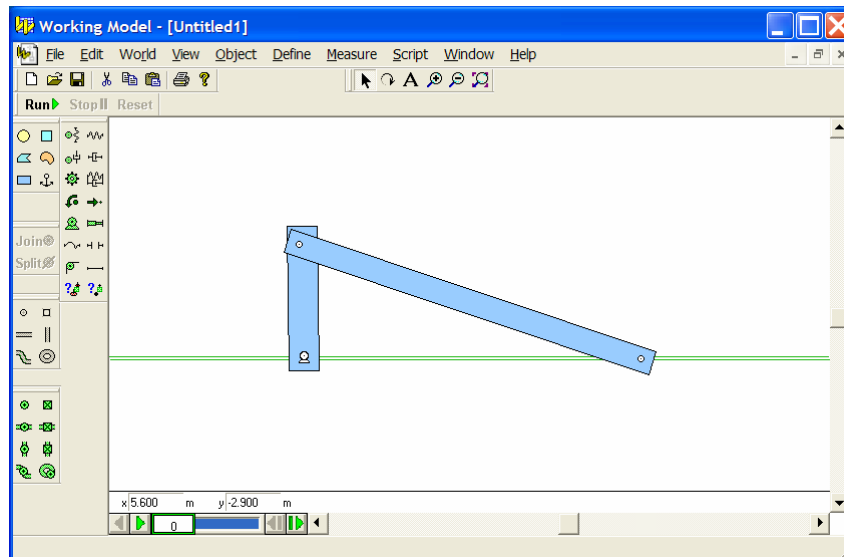 Working Model - [Untitled1]
File Edit World View Object Define Measure Script Window Help
A
Run Stop Reset
Join
Split
x 5.600 m y -2.900 m
0